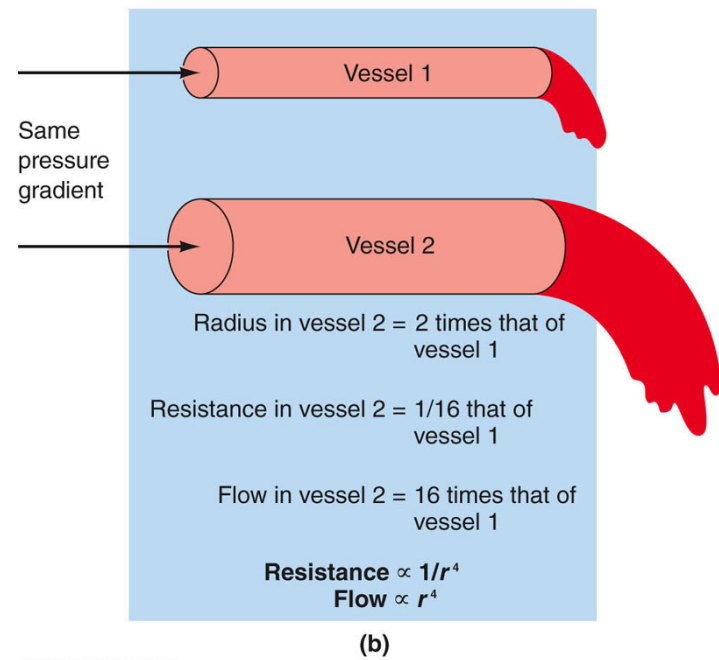 Vessel 1
Same
pressure
gradient
Vessel 2
Radius in vessel 2 = 2 times that of
vessel 1
Resistance in vessel 2 = 1/16 that of
vessel 1
Flow in vessel 2 = 16 times that of
vessel 1
Resistance ∝ 1/r⁴
Flow ∝ r⁴
(b)